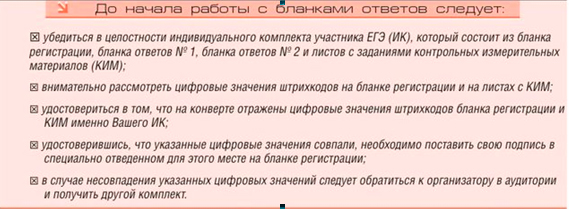 До начала работы с бланками ответов следует:
☒ убедиться в целостности индивидуального комплекта участника ЕГЭ (ИК), который состоит из бланка
регистрации, бланка ответов № 1, бланка ответов № 2 и листов с заданиями контрольных измерительных
материалов (КИМ);
☒ внимательно рассмотреть цифровые значения штрихкодов на бланке регистрации и на листах с КИМ;
☒ удостовериться в том, что на конверте отражены цифровые значения штрихкодов бланка регистрации и
КИМ именно Вашего ИК;
☒ удостоверившись, что указанные цифровые значения совпали, необходимо поставить свою подпись в
специально отведенном для этого месте на бланке регистрации;
☒ в случае несовпадения указанных цифровых значений следует обратиться к организатору в аудитории
и получить другой комплект.